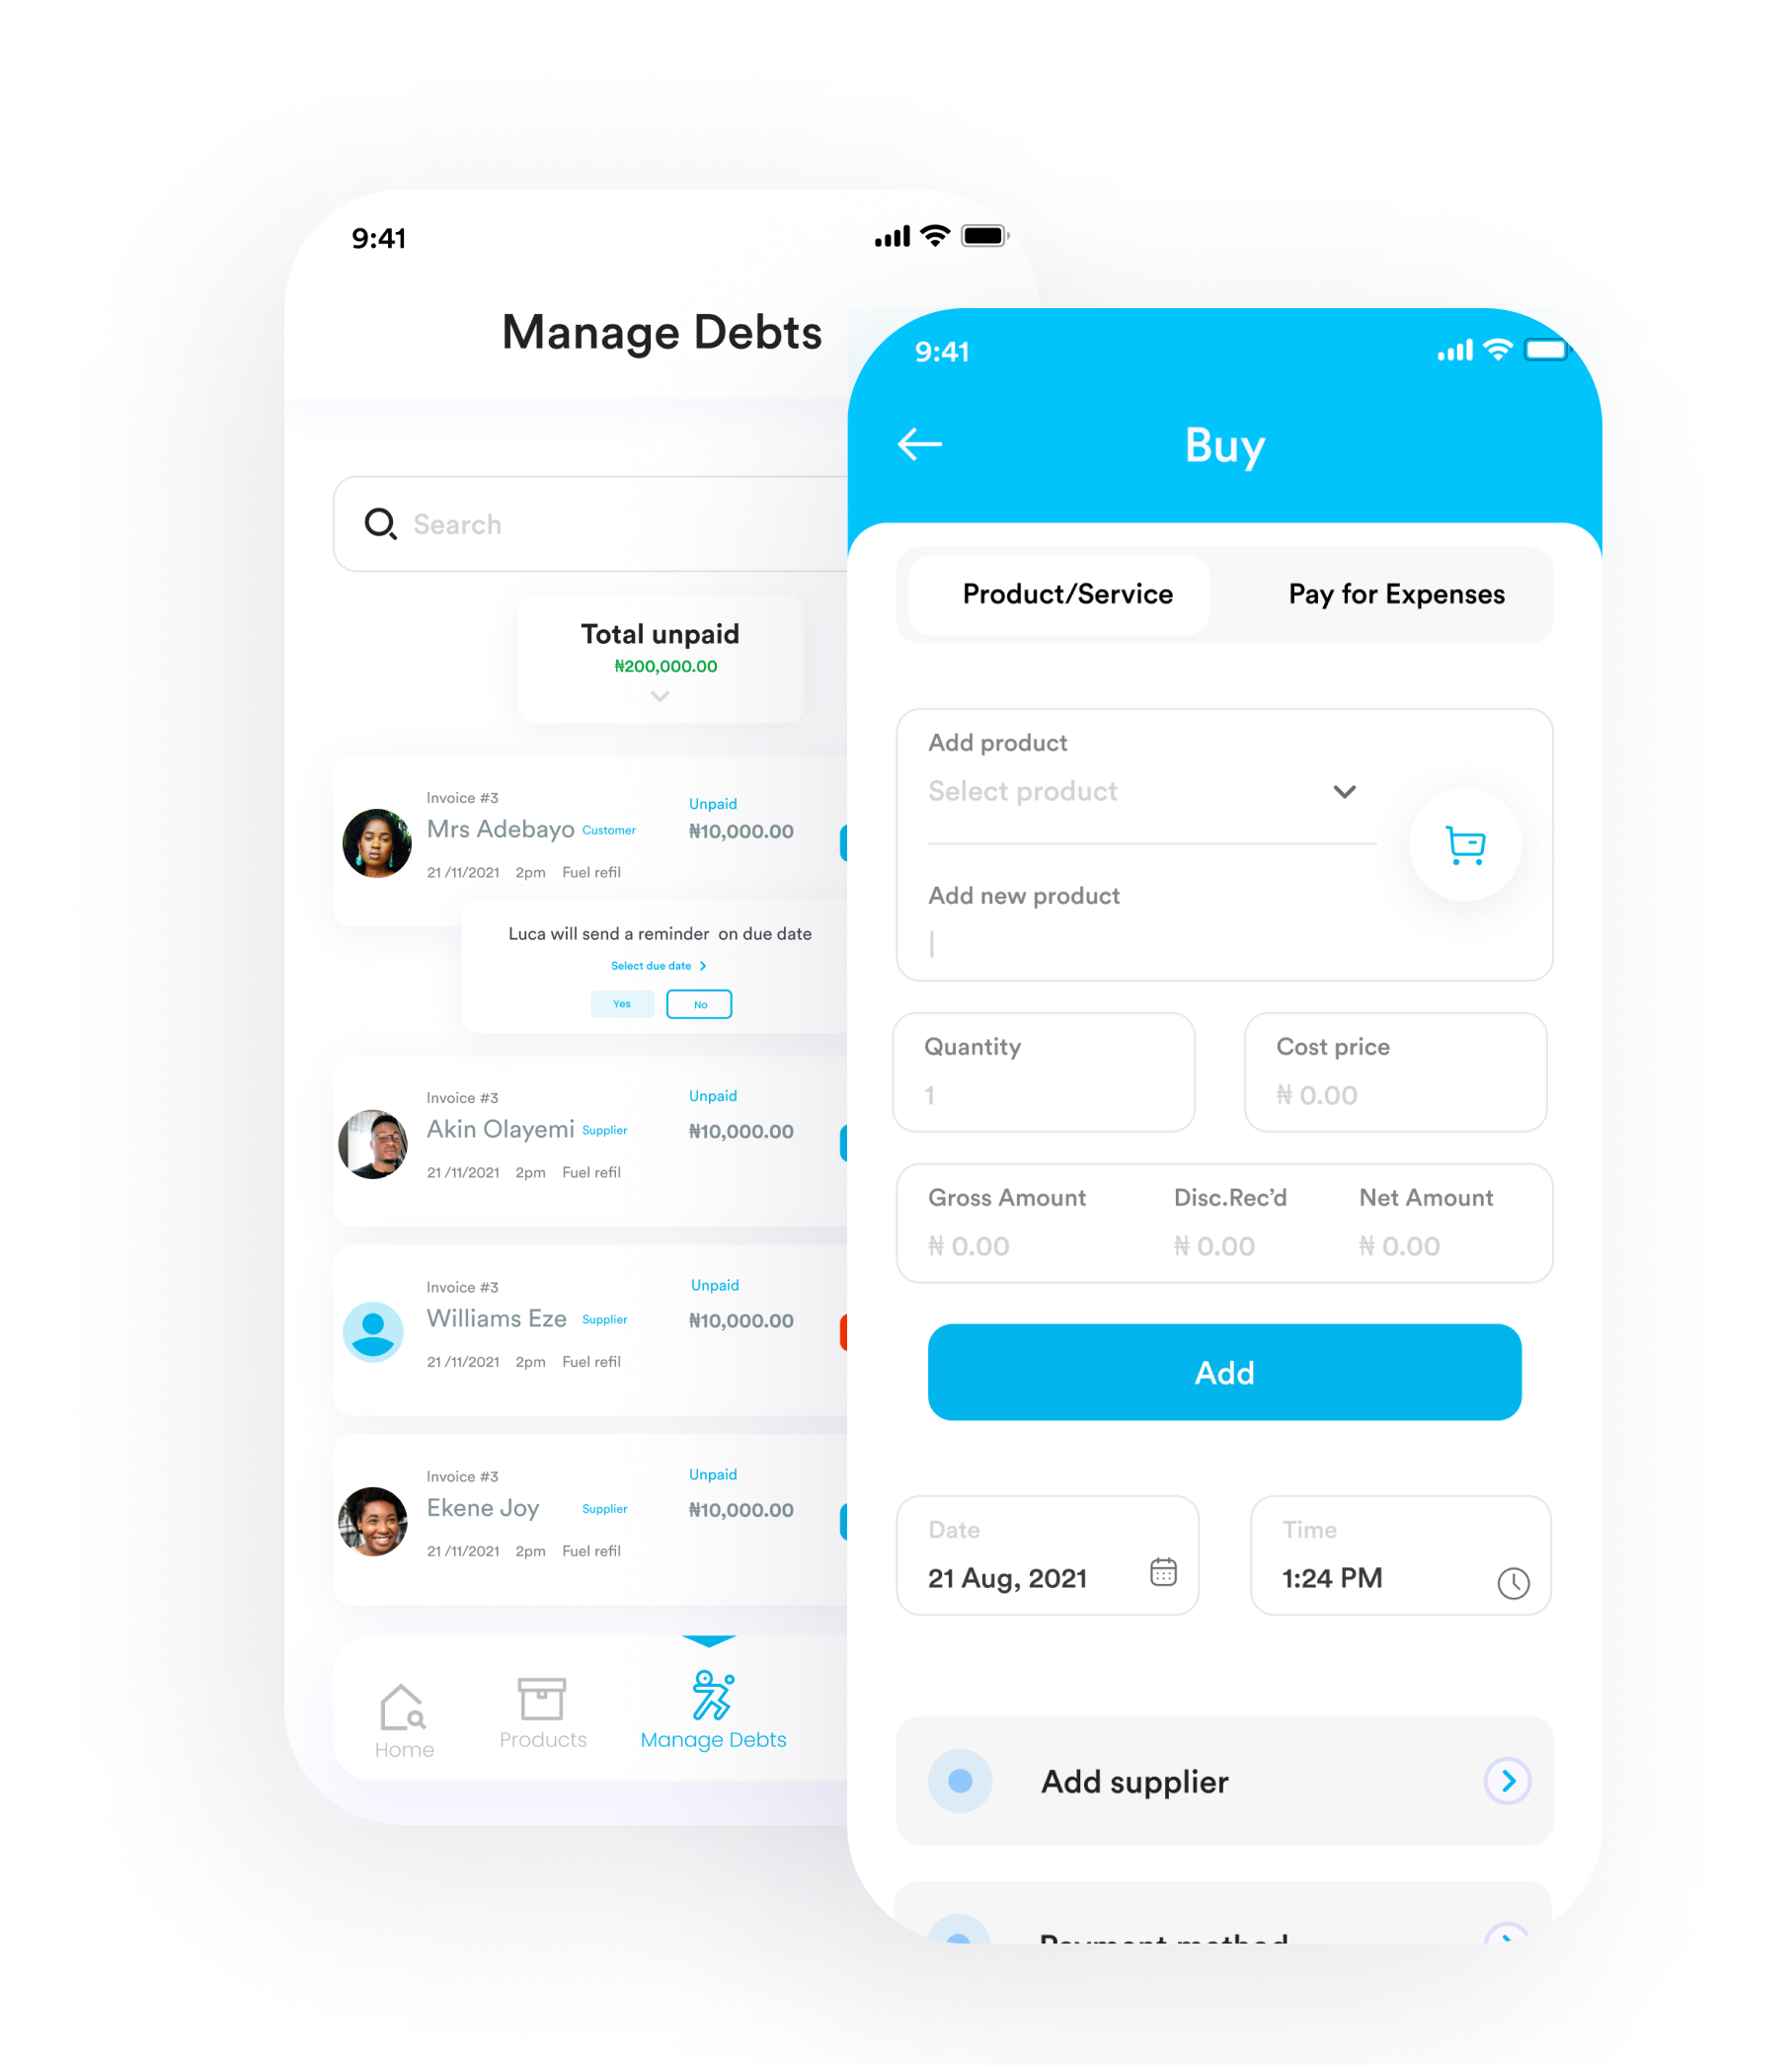 9:41
Manage Debts
Search
Total unpaid
₦200,000.00
Invoice #3
Mrs Adebayo Customer
21 /11/2021 2pm Fuel refil
Unpaid
₦10,000.00
Luca will send a reminder on due date
Select due date
Yes No
Invoice #3
Akin Olayemi Supplier
21 /11/2021 2pm Fuel refil
Unpaid
₦10,000.00
Invoice #3
Williams Eze Supplier
21 /11/2021 2pm Fuel refil
Unpaid
₦10,000.00
Invoice #3
Ekene Joy Supplier
21 /11/2021 2pm Fuel refil
Unpaid
₦10,000.00
Home Products Manage Debts
9:41
Buy
Product/Service Pay for Expenses
Add product
Select product
Add new product
Quantity Cost price
1 ₦ 0.00
Gross Amount Disc.Rec’d Net Amount
₦ 0.00 ₦ 0.00 ₦ 0.00
Add
Date Time
21 Aug, 2021 1:24 PM
Add supplier
Payment method